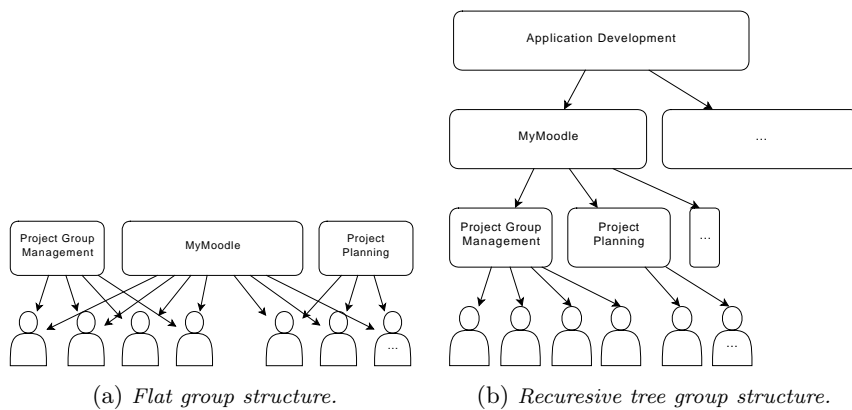 Project Group
Management
MyMoodle
Project
Planning
...
(a) Flat group structure.
Application Development
MyMoodle
...
Project Group
Management
Project
Planning
...
...
(b) Recuresive tree group structure.